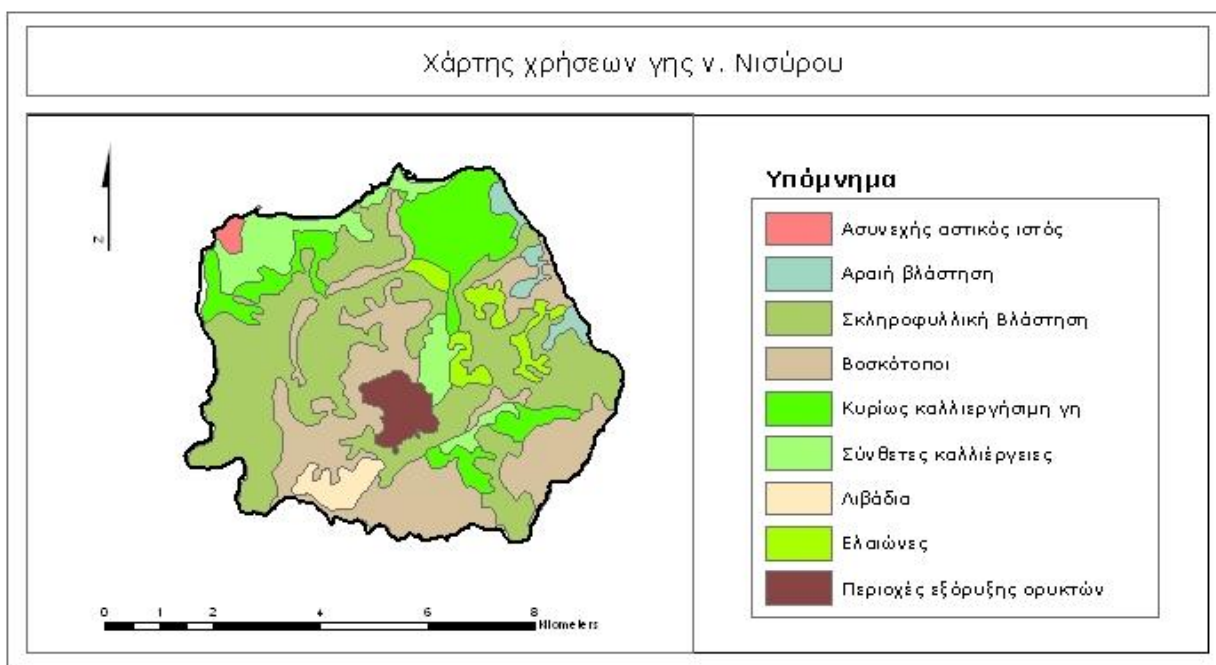 Χάρτης χρήσεων γης ν. Νισύρου
Z
Υπόμνημα
Ασυνεχής αστικός ιστός
Αραιή βλάστηση
Σκληροφυλλική Βλάστηση
Βοσκότοποι
Κυρίως καλλιεργήσιμη γη
Σύνθετες καλλιέργειες
Λιβάδια
Ελαιώνες
Περιοχές εξόρυξης ορυκτών
0 1 2 4 6 8
Kilometers